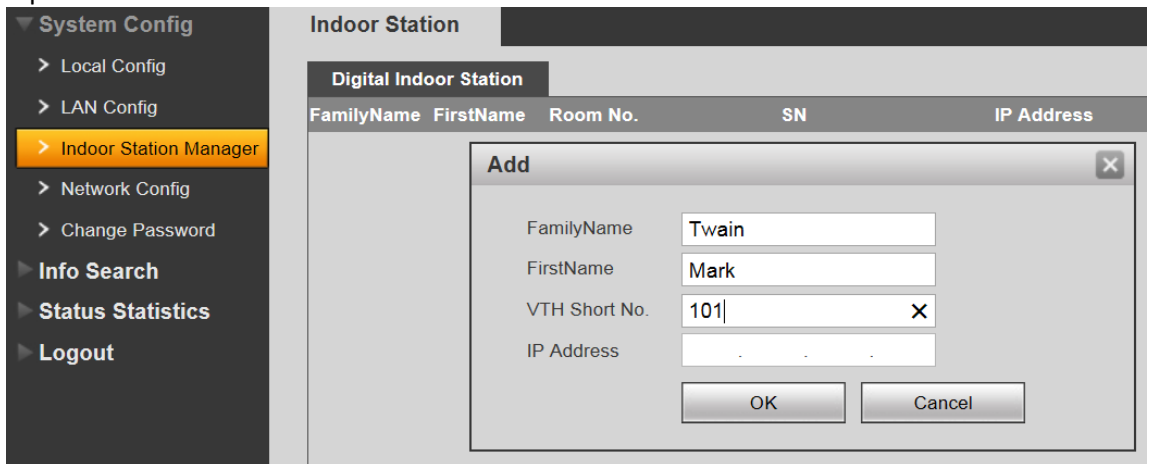 System Config
Local Config
LAN Config
Indoor Station Manager
Network Config
Change Password
Info Search
Status Statistics
Logout
Indoor Station
Digital Indoor Station
FamilyName FirstName Room No. SN IP Address
Add
FamilyName Twain
FirstName Mark
VTH Short No. 101
IP Address . . .
OK Cancel